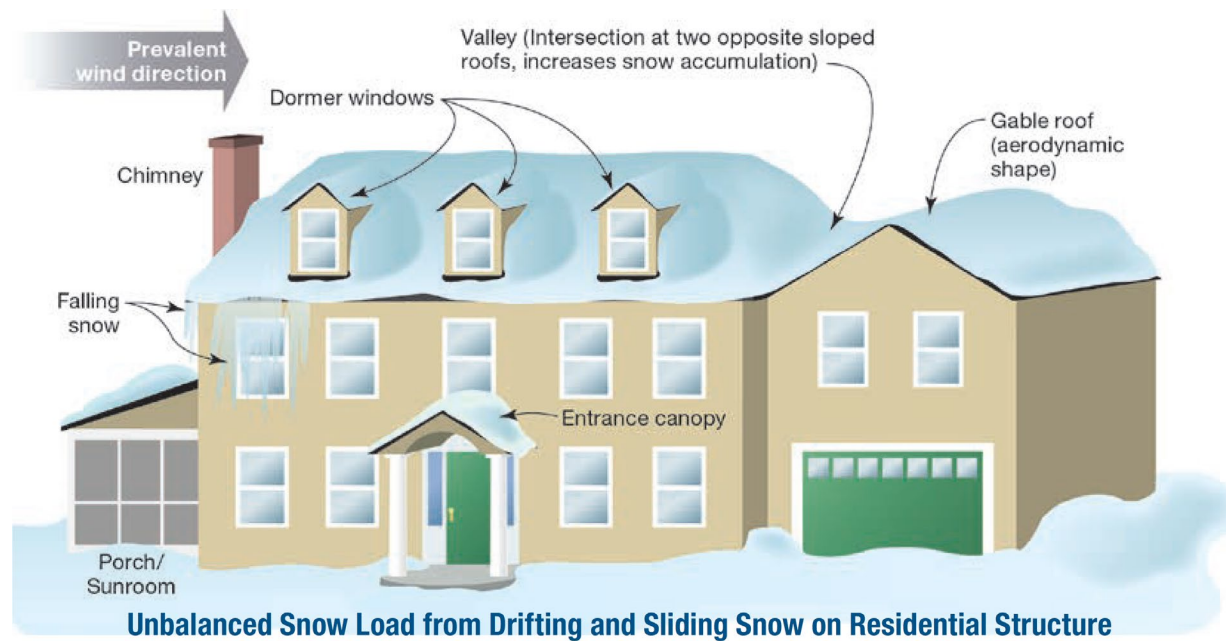 Prevalent
wind direction
Valley (Intersection at two opposite sloped
roofs, increases snow accumulation)
Dormer windows
Gable roof
(aerodynamic
shape)
Chimney
Falling
snow
Entrance canopy
Porch/
Sunroom
Unbalanced Snow Load from Drifting and Sliding Snow on Residential Structure